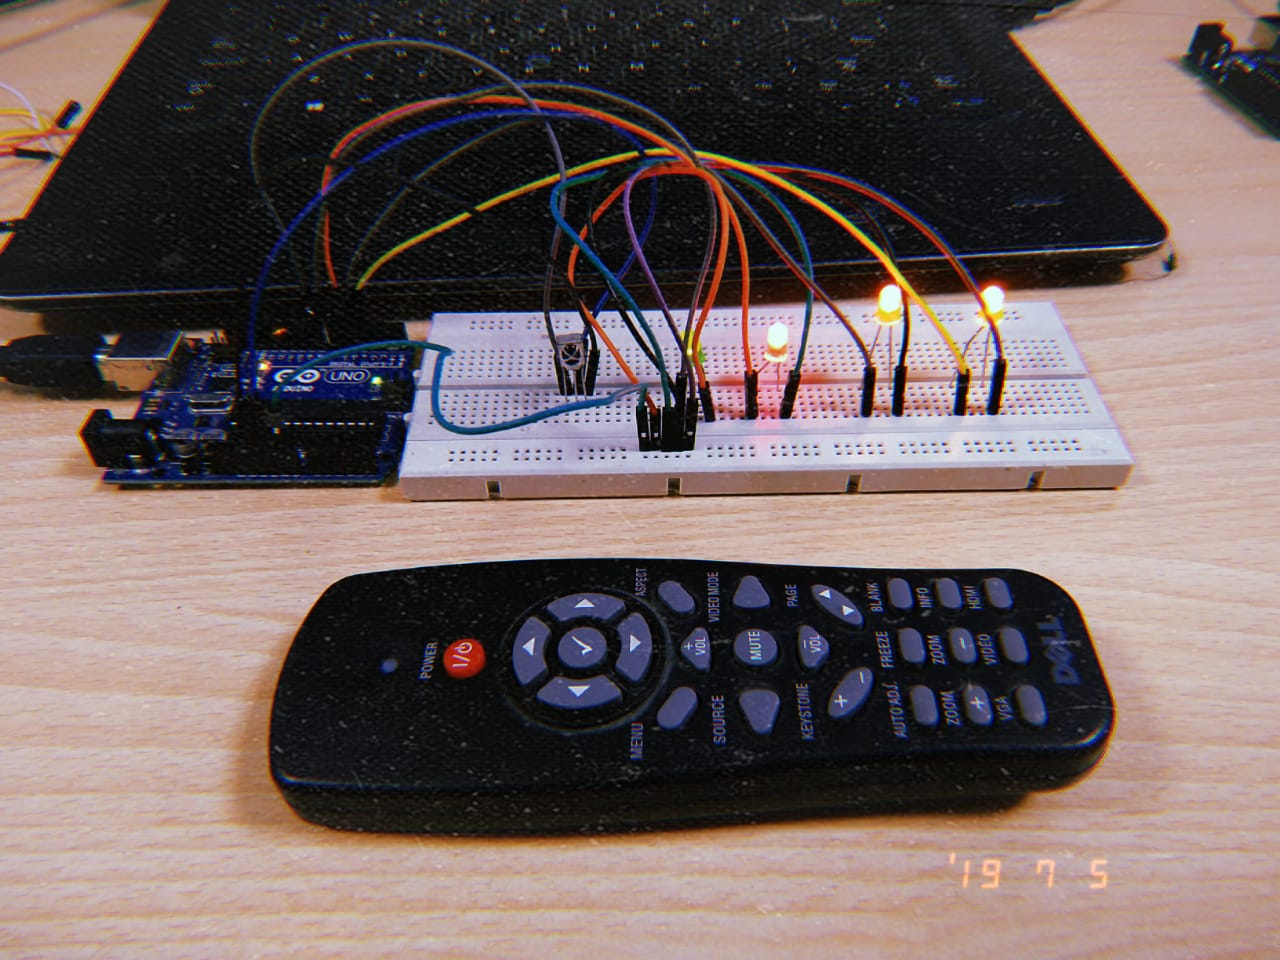 UNO
DUINO
ASPECT
VIDEO MODE
PAGE
BLANK
INFO
HDMI
POWER
I/
+
VOL
MUTE
−
VOL
FREEZE
ZOOM
−
VIDEO
DELL
MENU
SOURCE
KEYSTONE
+ −
AUTO ADJ.
ZOOM
+
VGA
'19 7 5